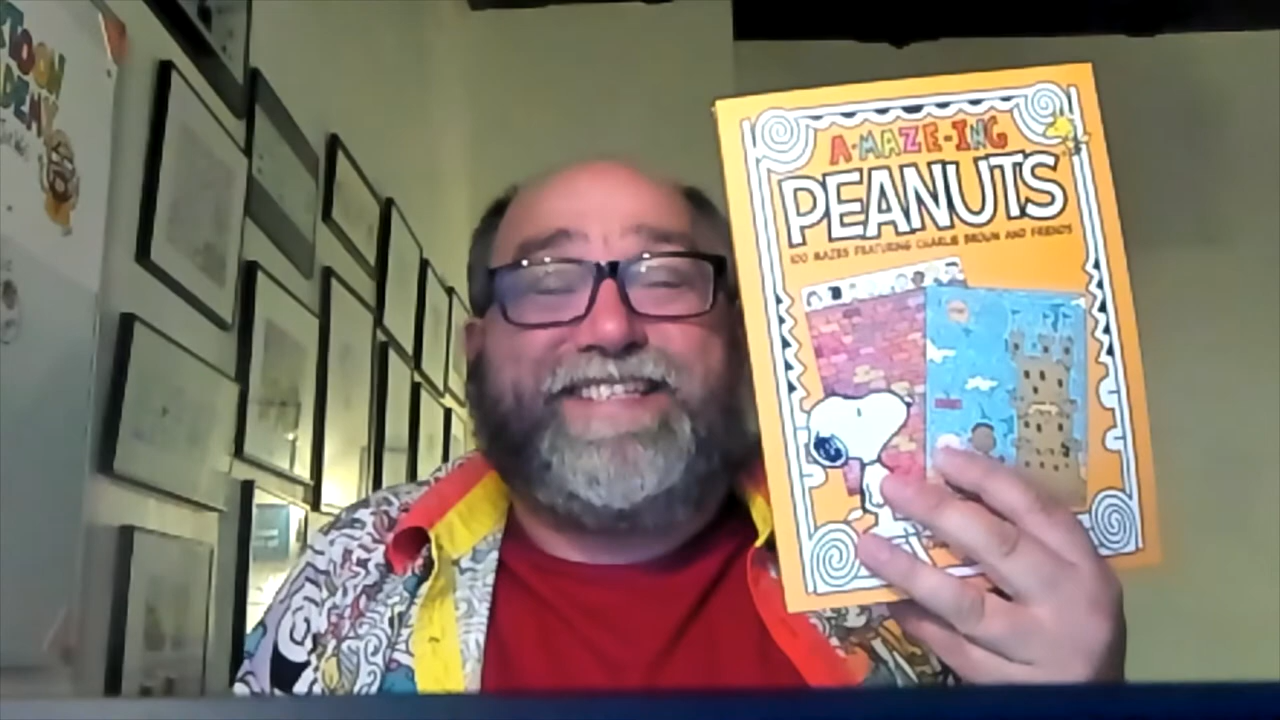 A-MAZE-ING
PEANUTS
100 MAZES FEATURING CHARLIE BROWN AND FRIENDS